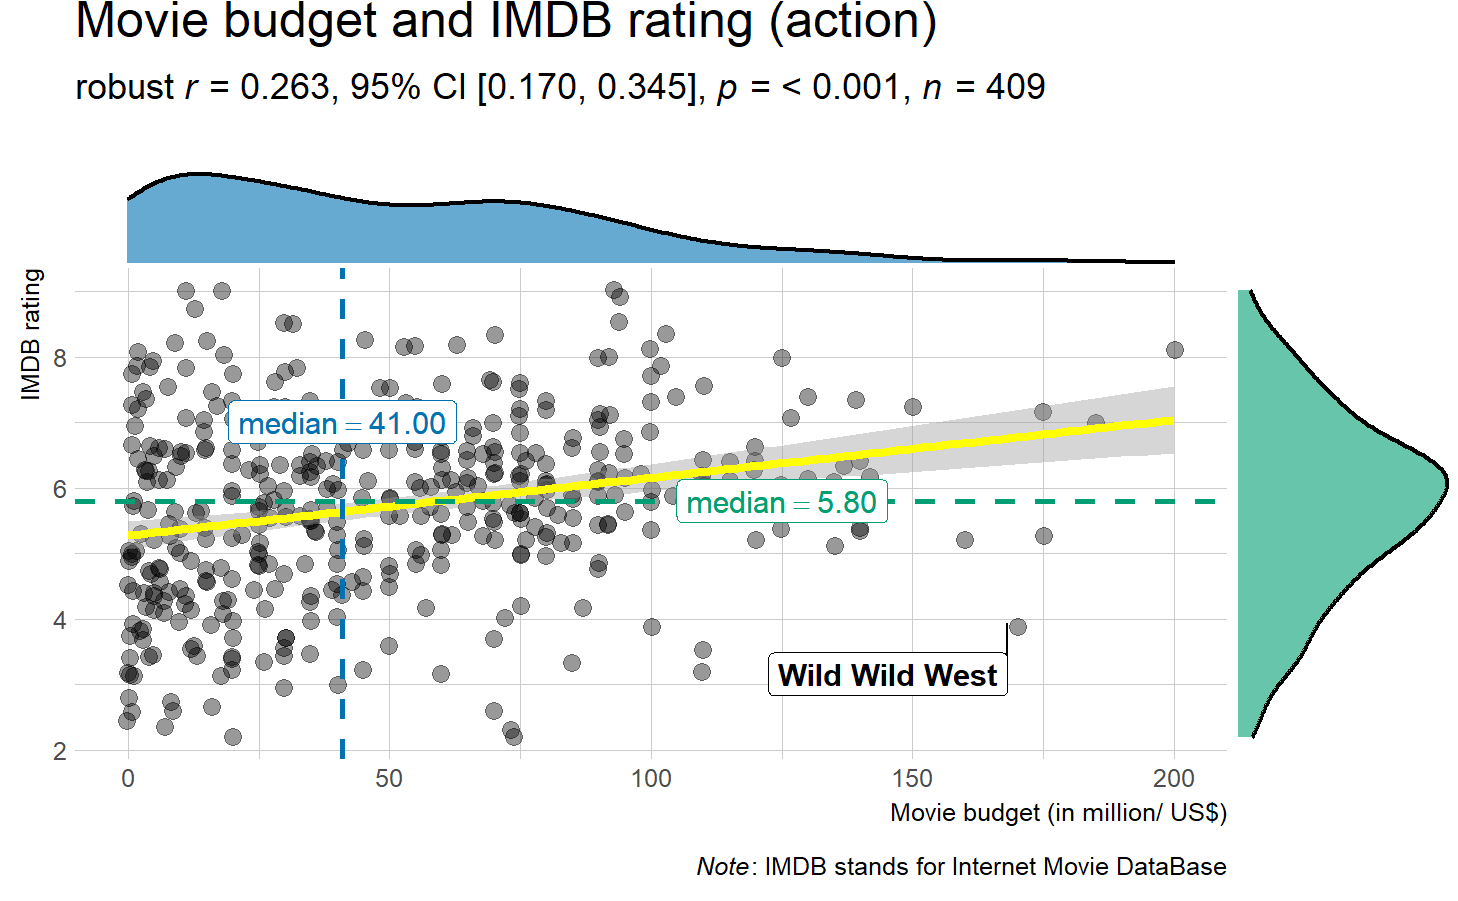 Movie budget and IMDB rating (action)
robust r = 0.263, 95% CI [0.170, 0.345], p = < 0.001, n = 409
IMDB rating
8
6
4
2
median = 41.00
median = 5.80
Wild Wild West
0 50 100 150 200
Movie budget (in million/ US$)
Note: IMDB stands for Internet Movie DataBase